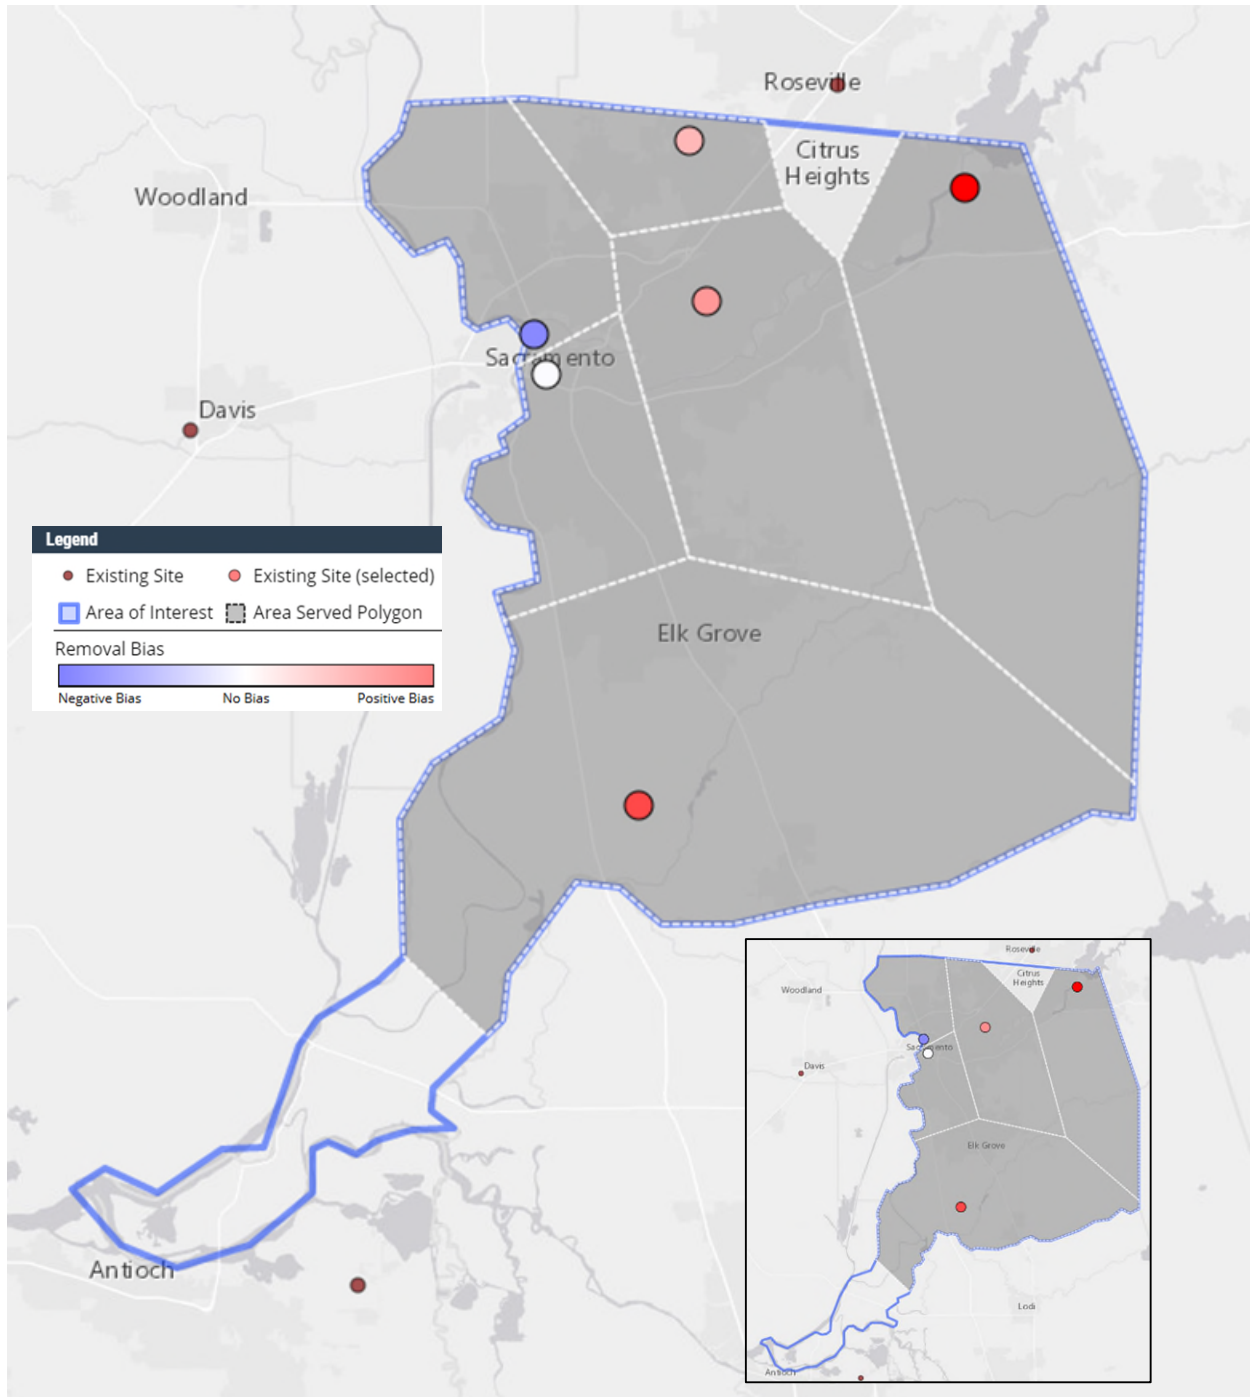 Roseville
Citrus
Heights
Woodland
Sacramento
Davis
Legend
Existing Site
Existing Site (selected)
Area of Interest
Area Served Polygon
Removal Bias
Negative Bias
No Bias
Positive Bias
Elk Grove
Antioch
Roseville
Citrus
Heights
Woodland
Sacramento
Davis
Elk Grove
Lodi
Antioch